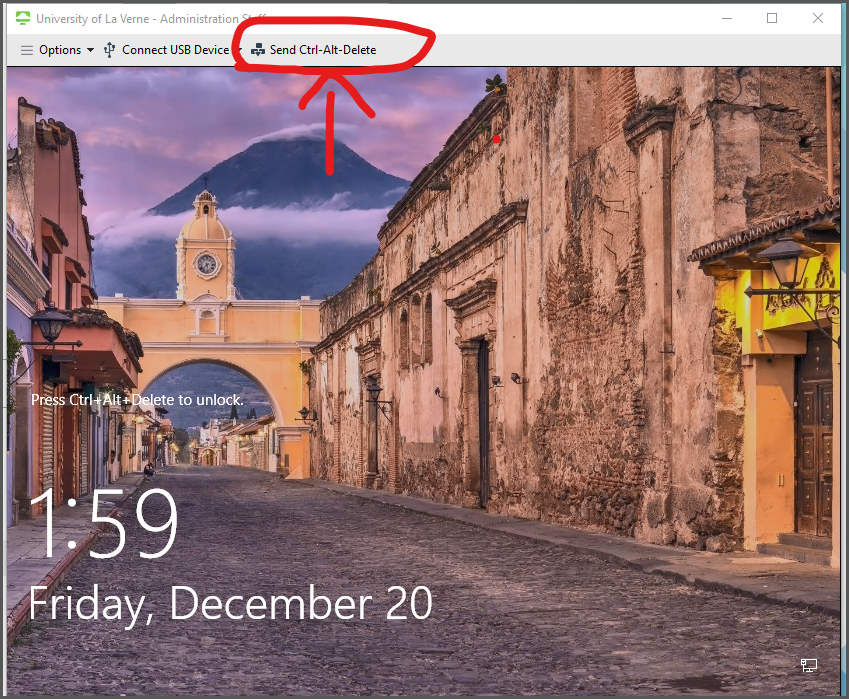 University of La Verne - Administration Staff
Options Connect USB Device Send Ctrl-Alt-Delete
Press Ctrl+Alt+Delete to unlock.
1:59
Friday, December 20